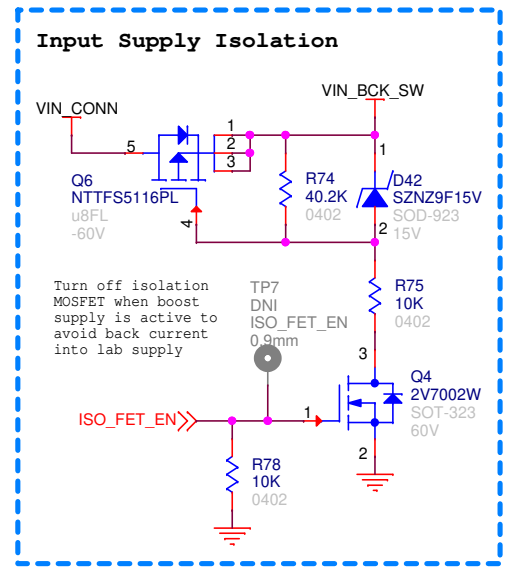 Input Supply Isolation
VIN_BCK_SW
VIN_CONN
1
5
2
3
1
Q6
NTTFS5116PL
u8FL
-60V
4
R74
40.2K
0402
D42
SZNZ9F15V
SOD-923
15V
2
Turn off isolation
MOSFET when boost
supply is active to
avoid back current
into lab supply
TP7
DNI
ISO_FET_EN
0.9mm
R75
10K
0402
3
Q4
2V7002W
SOT-323
60V
ISO_FET_EN
1
2
R78
10K
0402